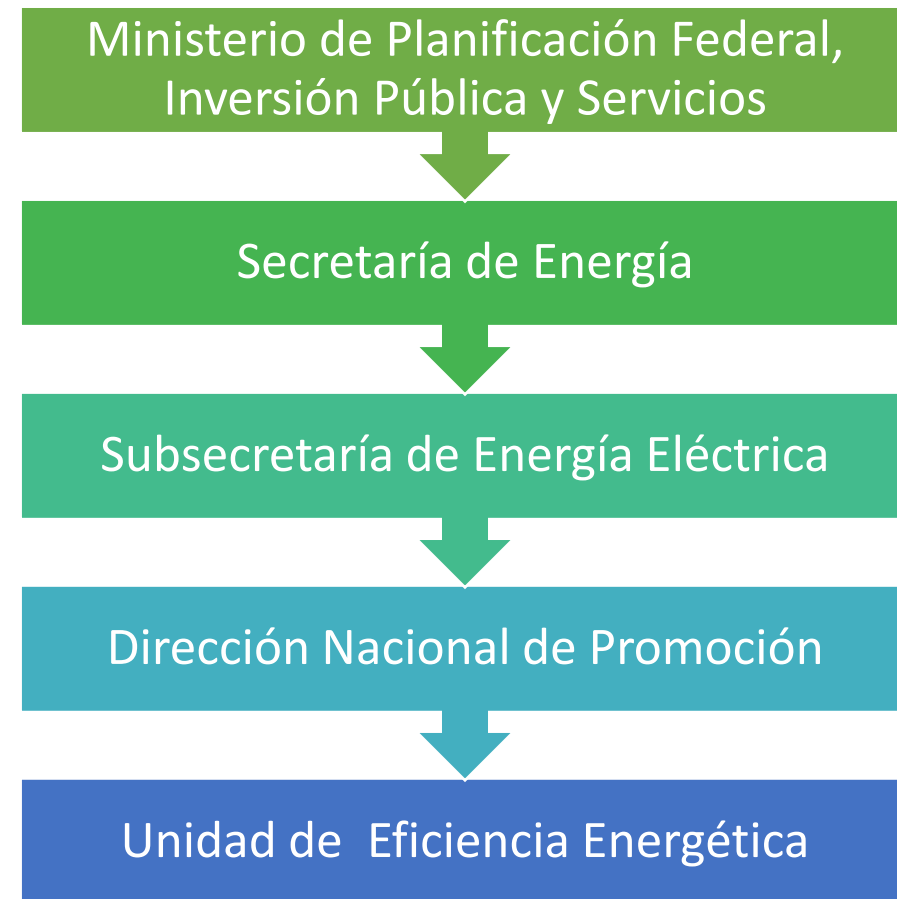 Ministerio de Planificación Federal,
Inversión Pública y Servicios
Secretaría de Energía
Subsecretaría de Energía Eléctrica
Dirección Nacional de Promoción
Unidad de  Eficiencia Energética